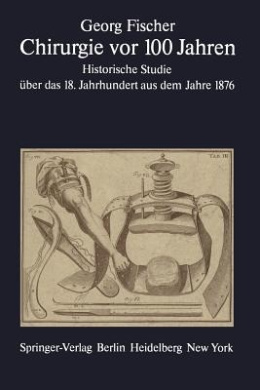 Georg Fischer
Chirurgie vor 100 Jahren
Historische Studie
über das 18. Jahrhundert aus dem Jahre 1876
Springer-Verlag Berlin Heidelberg New York